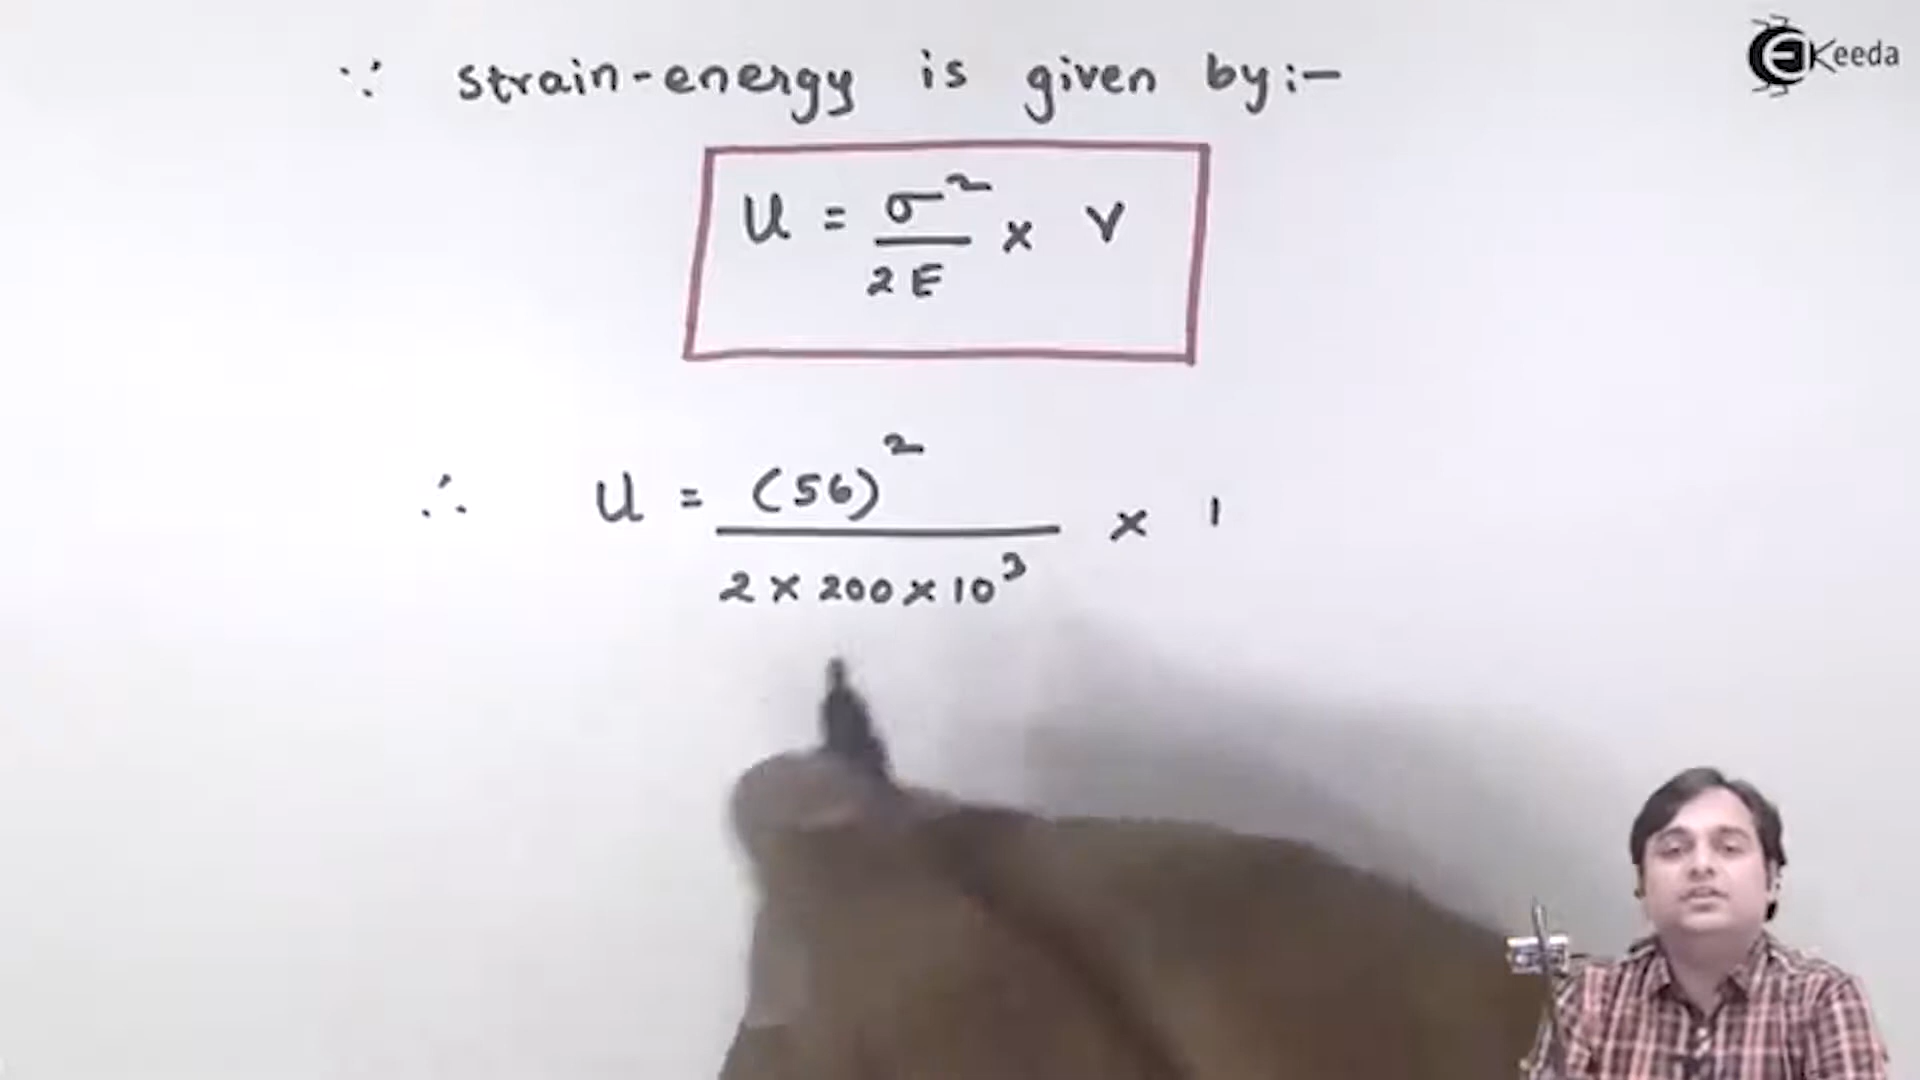 ∵ strain-energy is given by:-
EKeeda
U = σ²/2E × V
∴ U = (56)²/2×200×10³ × 1